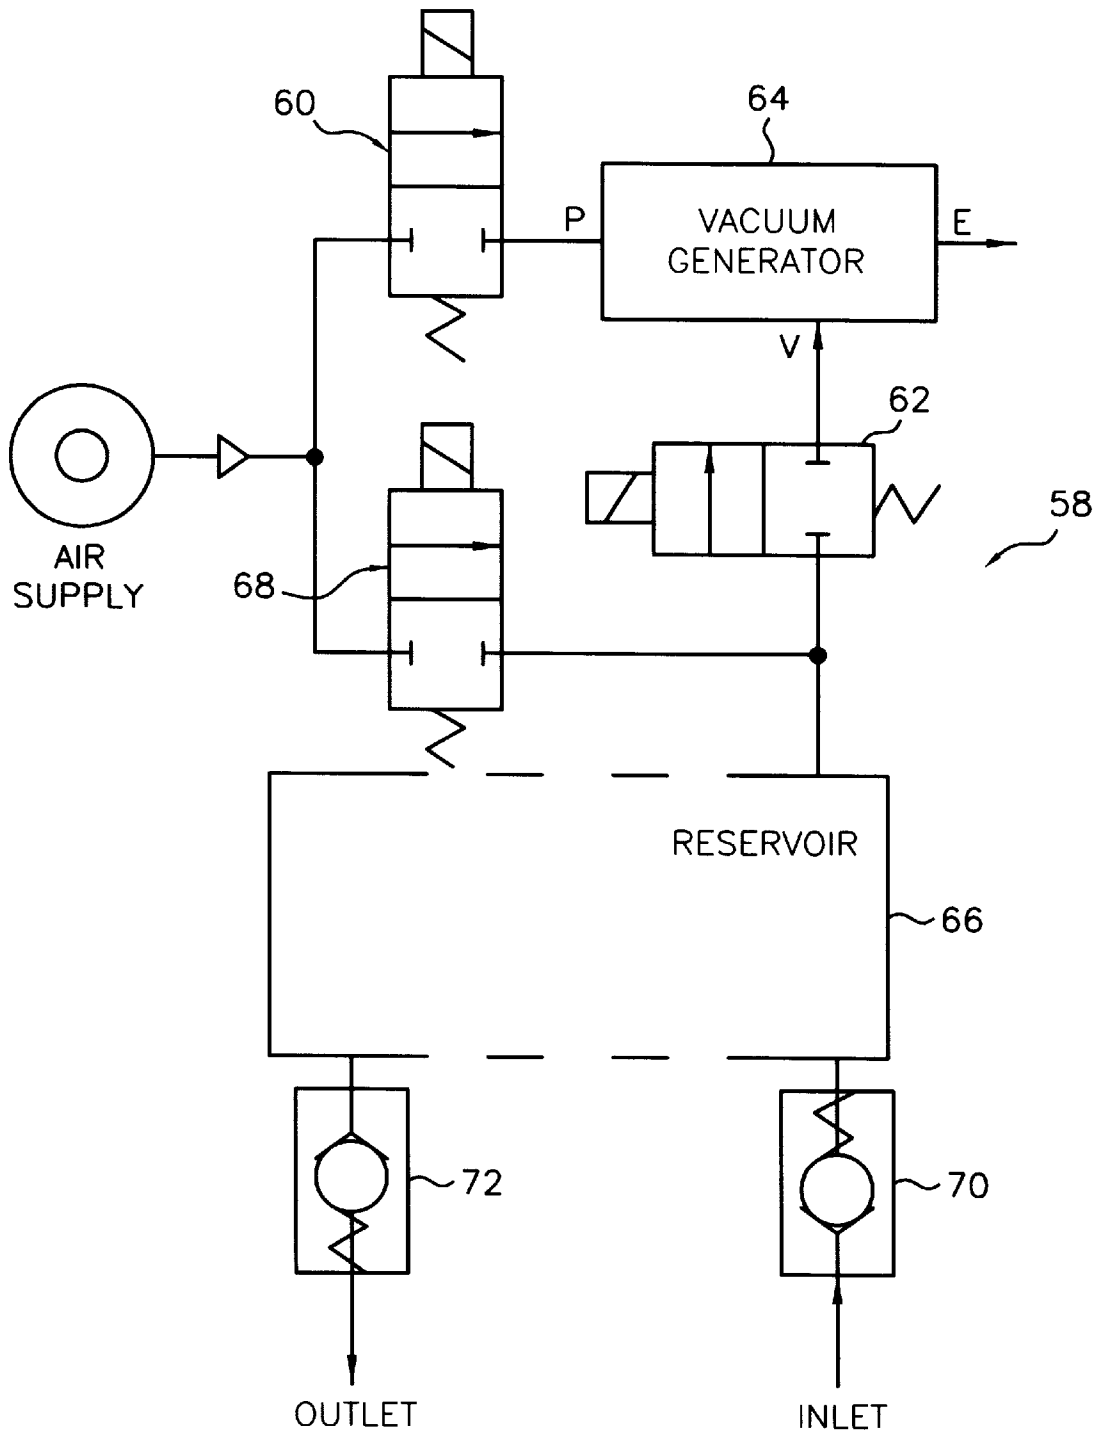 60
64
P
VACUUM
GENERATOR
E
V
62
58
AIR
SUPPLY
68
RESERVOIR
66
72
70
OUTLET
INLET